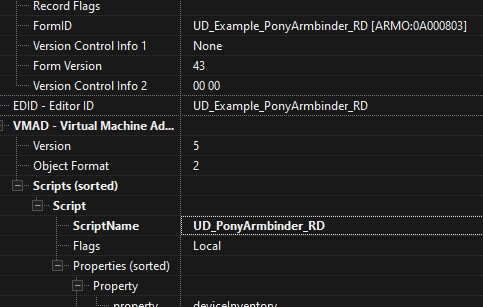 Record Flags
FormID UD_Example_PonyArmbinder_RD [ARMO:0A000803]
Version Control Info 1 None
Form Version 43
Version Control Info 2 00 00
EDID - Editor ID UD_Example_PonyArmbinder_RD
VMAD - Virtual Machine Ad...
Version 5
Object Format 2
Scripts (sorted)
Script
ScriptName UD_PonyArmbinder_RD
Flags Local
Properties (sorted)
Property
property deviceInventory